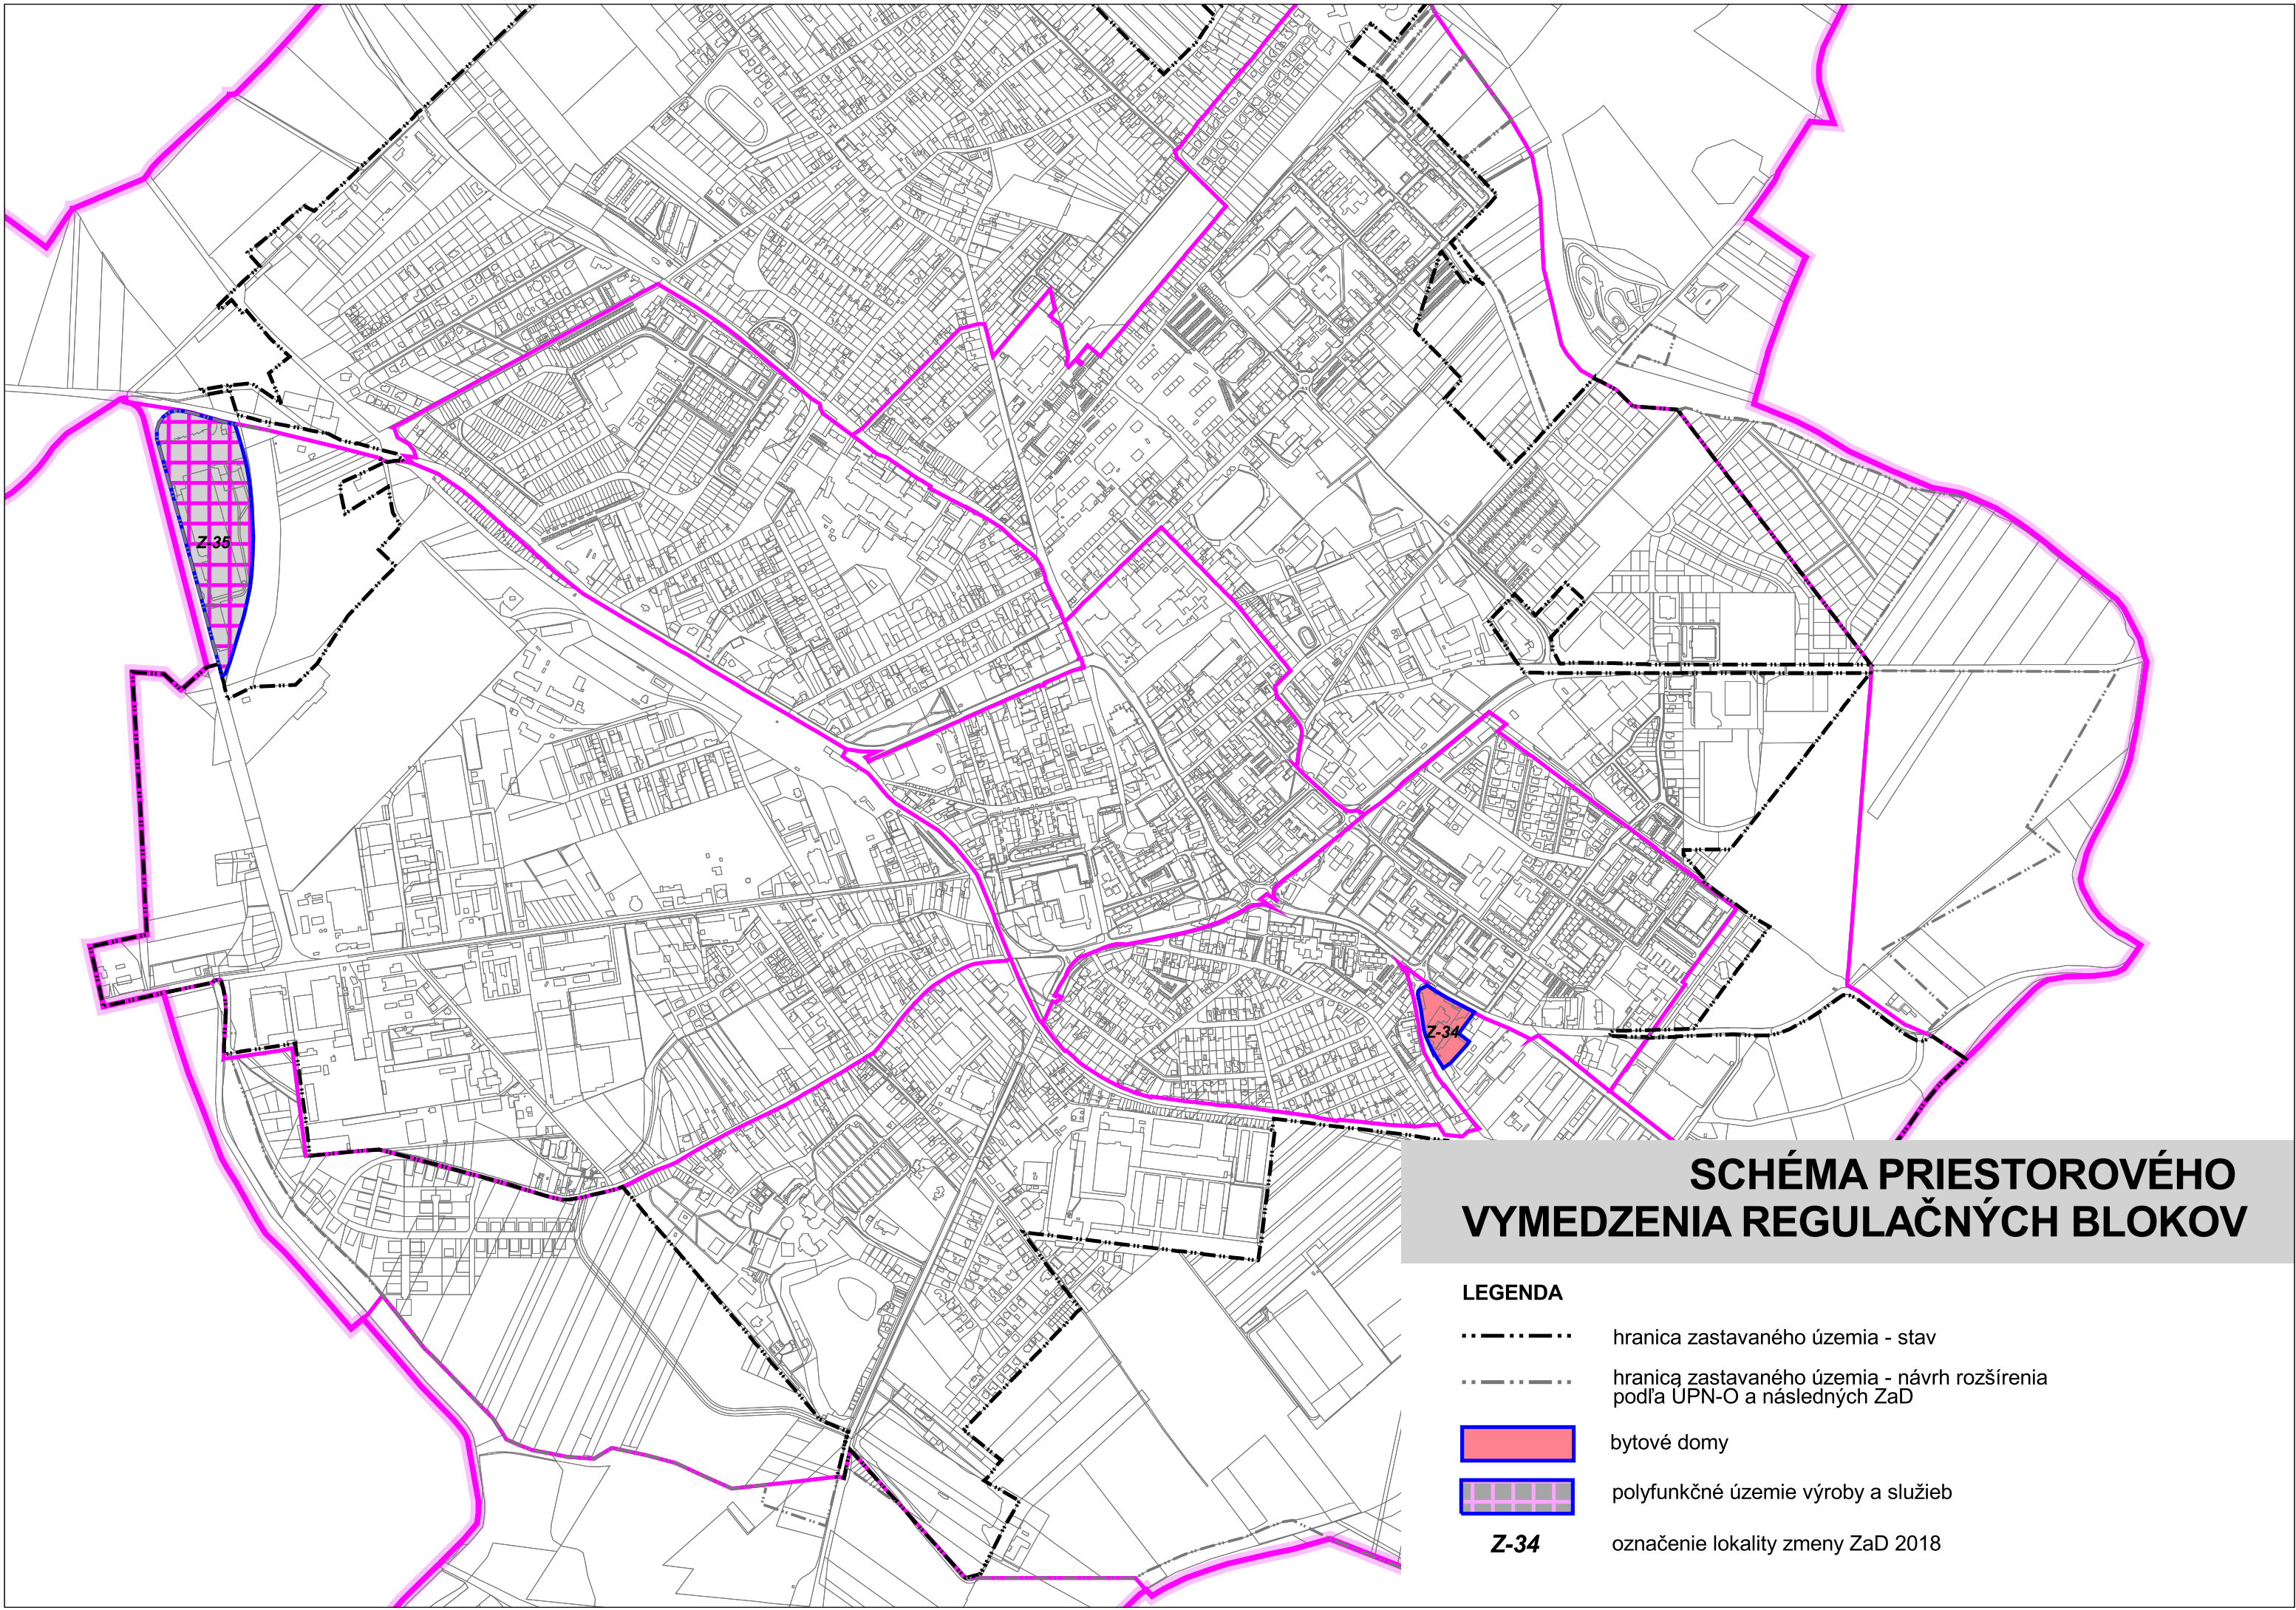 Z-35
Z-34
SCHÉMA PRIESTOROVÉHO
VYMEDZENIA REGULAČNÝCH BLOKOV
LEGENDA
hranica zastavaného územia - stav
hranica zastavaného územia - návrh rozšírenia
podľa ÚPN-O a následných ZaD
bytové domy
polyfunkčné územie výroby a služieb
Z-34 označenie lokality zmeny ZaD 2018